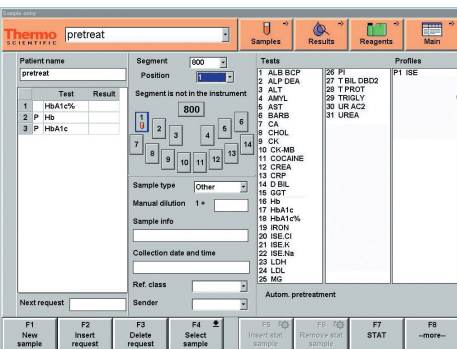 Sample entry
Thermo
SCIENTIFIC
pretreat
Samples
Results
Reagents
Main
Patient name
pretreat
Test Result
1 HbA1c%
2 P Hb
3 P HbA1c
Next request
Segment 800
Position 1
Segment is not in the instrument
800
1 2 3 4 5 6
7 8 9 10 11 12 13 14
Sample type Other
Manual dilution 1 +
Sample info
Collection date and time
Ref. class
Sender
Tests
1 ALB BCP
2 ALP DEA
3 ALT
4 AMYL
5 AST
6 BARB
7 CA
8 CHOL
9 CK
10 CK-MB
11 COCAINE
12 CREA
13 CRP
14 D BIL
15 GGT
16 Hb
17 HbA1c
18 HbA1c%
19 IRON
20 ISE.Cl
21 ISE.K
22 ISE.Na
23 LDH
24 LDL
25 MG
26 PI
27 T BIL DBD2
28 T PROT
29 TRIGLY
30 UR AC2
31 UREA
Profiles
P1 ISE
Autom. pretreatment
F1
New
sample
F2
Insert
request
F3
Delete
request
F4
Select
sample
F5
Insert stat
sample
F6
Remove stat
sample
F7
STAT
F8
--more--